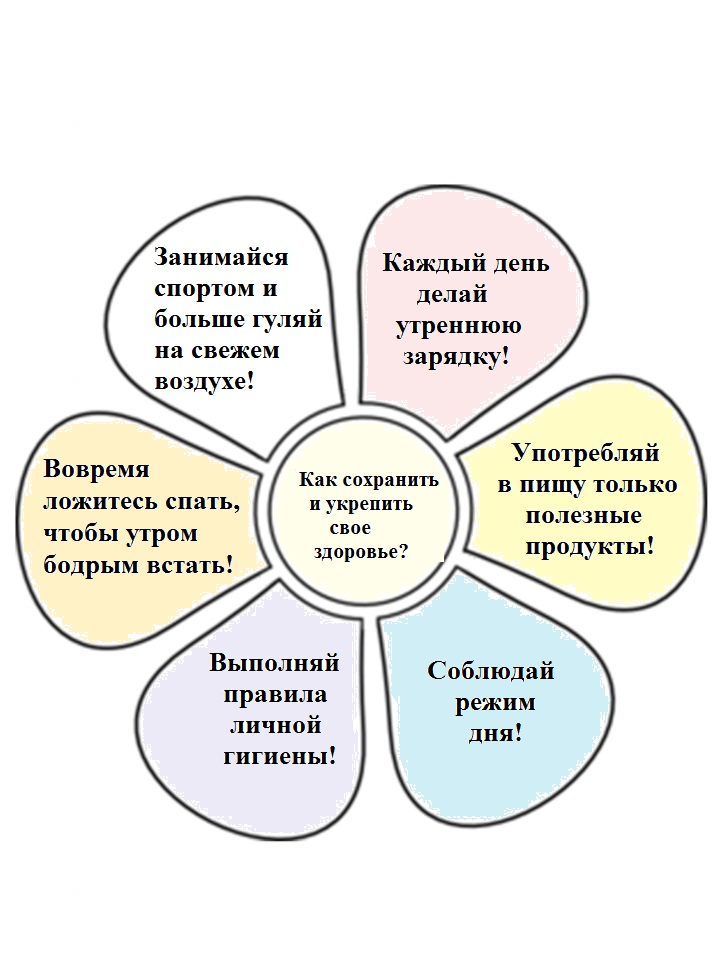 Занимайся
спортом и
больше гуляй
на свежем
воздухе!
Каждый день
делай
утреннюю
зарядку!
Вовремя
ложитесь спать,
чтобы утром
бодрым встать!
Как сохранить
и укрепить
свое
здоровье?
Употребляй
в пищу только
полезные
продукты!
Выполняй
правила
личной
гигиены!
Соблюдай
режим
дня!